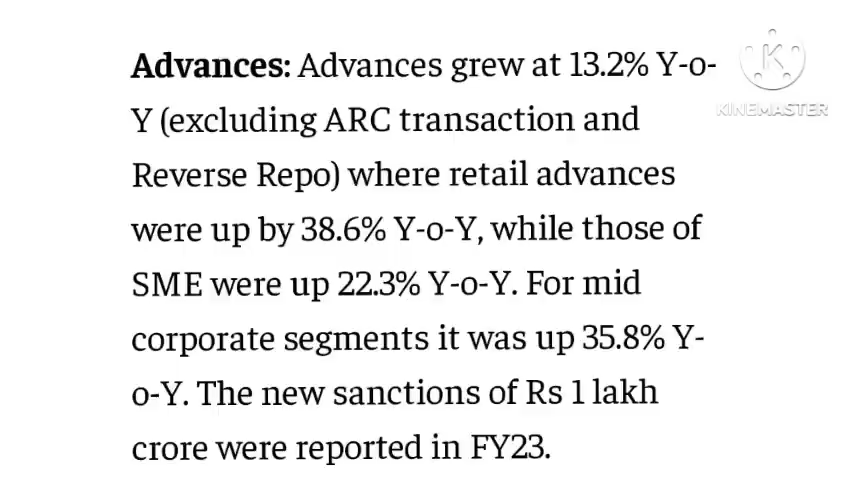 Advances: Advances grew at 13.2% Y-o-
Y (excluding ARC transaction and
Reverse Repo) where retail advances
were up by 38.6% Y-o-Y, while those of
SME were up 22.3% Y-o-Y. For mid
corporate segments it was up 35.8% Y-
o-Y. The new sanctions of Rs 1 lakh
crore were reported in FY23.
K
KINEMASTER